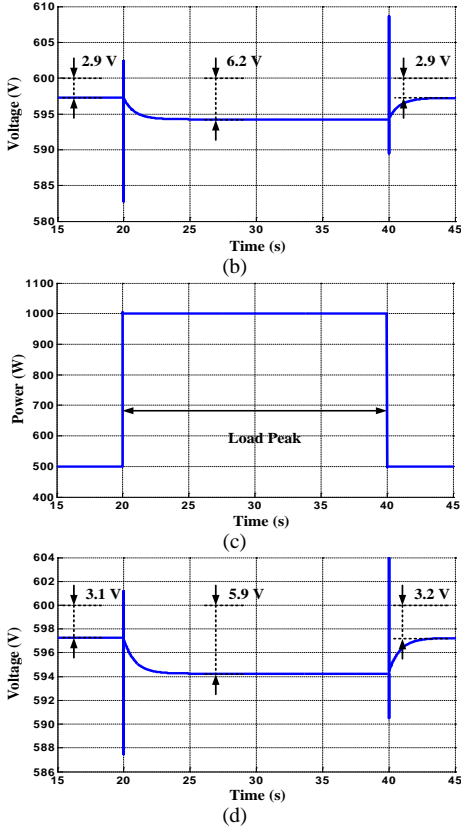 610
2.9 V 6.2 V 2.9 V
600
595
590
585
580
Voltage (V)
15 20 25 30 35 40 45
Time (s)
(b)
1100
1000
900
800
700
600
500
400
Power (W)
Load Peak
15 20 25 30 35 40 45
Time (s)
(c)
604
602
3.1 V 5.9 V 3.2 V
600
598
596
594
592
590
588
586
Voltage (V)
15 20 25 30 35 40 45
Time (s)
(d)